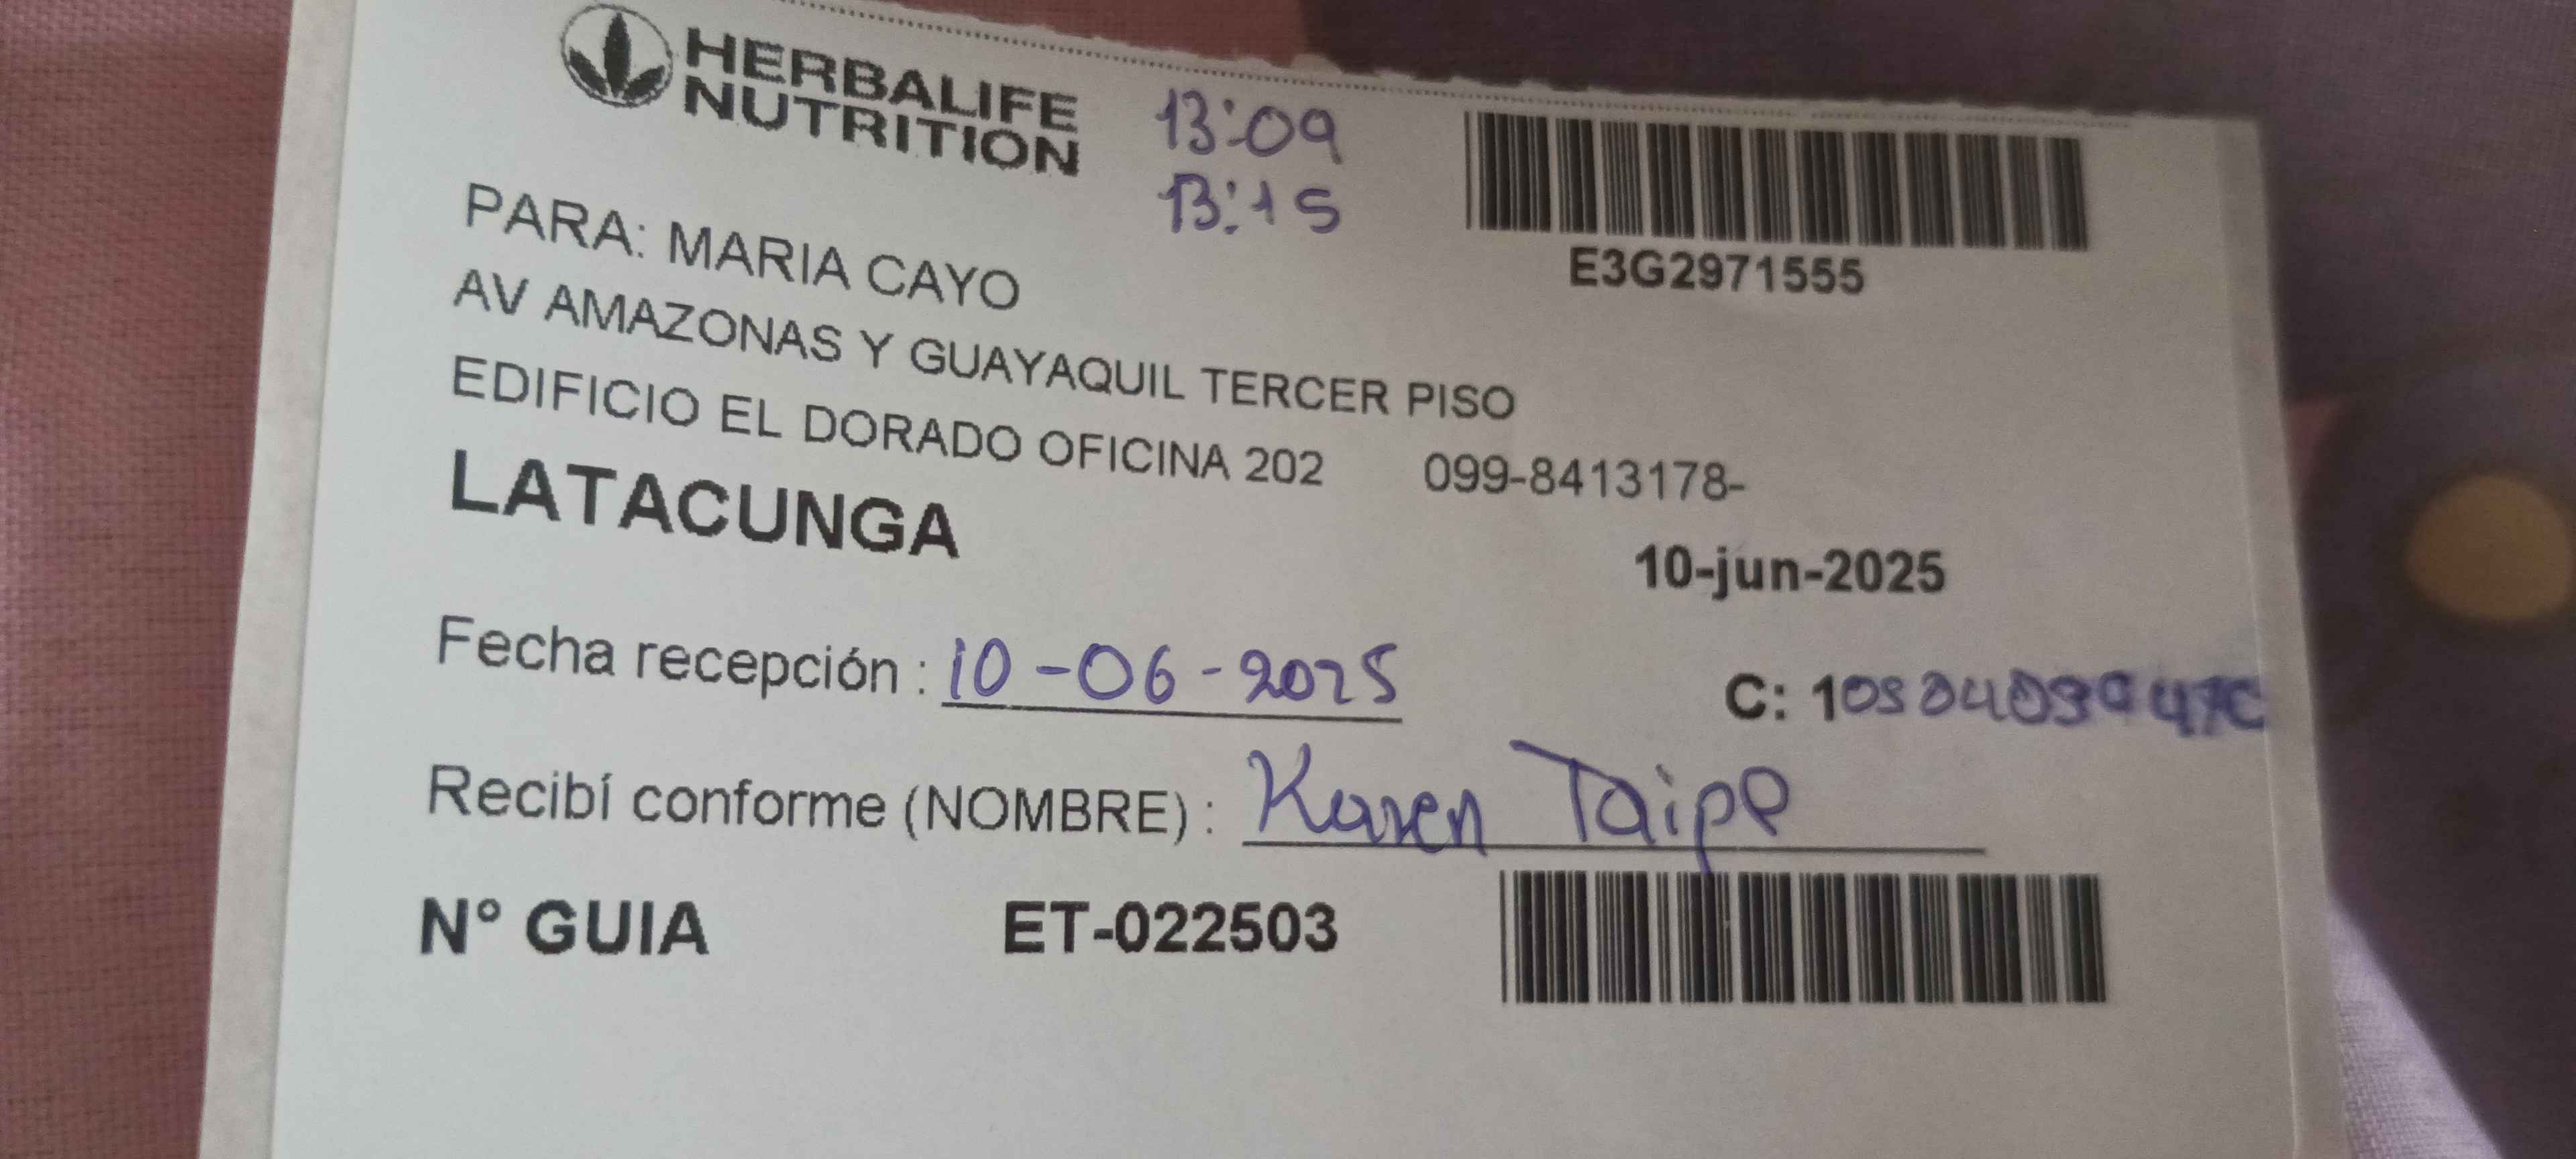 HERBALIFE
NUTRITION
13:09
13:15
E3G2971555
PARA: MARIA CAYO
AV AMAZONAS Y GUAYAQUIL TERCER PISO
EDIFICIO EL DORADO OFICINA 202 099-8413178-
LATACUNGA
10-jun-2025
Fecha recepción : 10-06-2025
C: 1
Recibí conforme (NOMBRE) : Karen Taipe
N° GUIA ET-022503